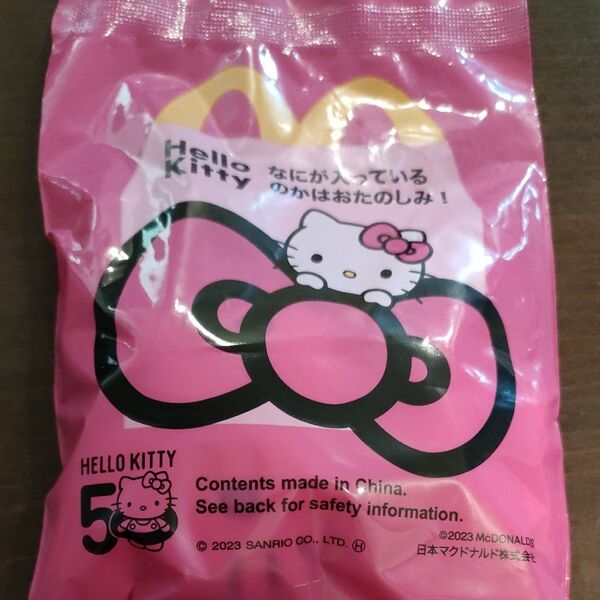 Hello
Kitty
なにが入っている
のかはおたのしみ！
HELLO KITTY
50
Contents made in China.
See back for safety information.
© 2023 SANRIO CO., LTD. Ⓗ
©2023 McDONALD'S
日本マクドナルド株式会社